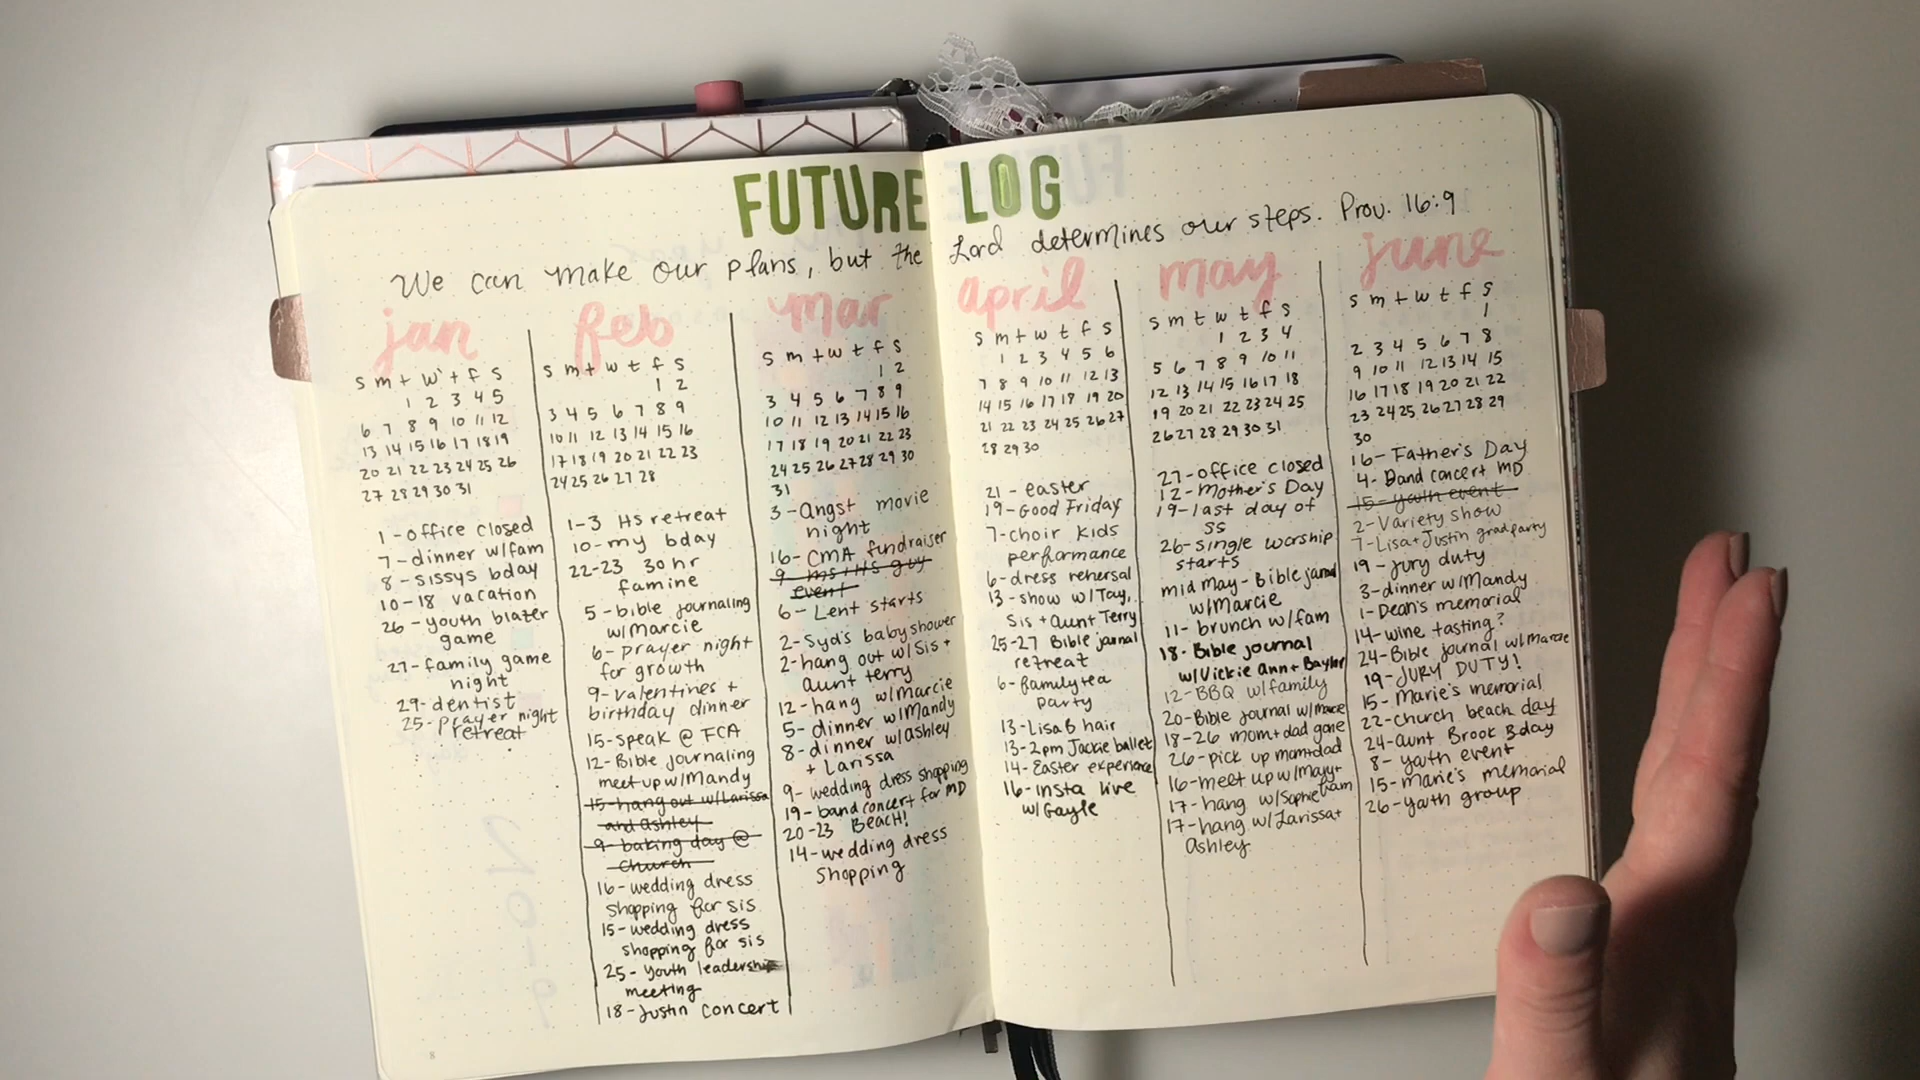 FUTURE LOG
We can make our plans, but the Lord determines our steps. Prov. 16:9
jan
s m t w t f s
1 2 3 4 5
6 7 8 9 10 11 12
13 14 15 16 17 18 19
20 21 22 23 24 25 26
27 28 29 30 31
1-office closed
7-dinner w/fam
8-sissys bday
10-18 vacation
26-youth blazer
game
27-family game
night
29-dentist
25-prayer night
retreat
feb
s m t w t f s
1 2
3 4 5 6 7 8 9
10 11 12 13 14 15 16
17 18 19 20 21 22 23
24 25 26 27 28
1-3 HS retreat
10-my bday
22-23 30hr
famine
5-bible journaling
w/Marcie
6-prayer night
for growth
9-valentines +
birthday dinner
15-speak @ FCA
12-Bible journaling
meet up w/Mandy
15-hang out w/Larissa
and Ashley
9-baking day @
church
16-wedding dress
shopping for sis
15-wedding dress
shopping for sis
25-Youth leadership
meeting
18-Justin concert
mar
s m t w t f s
1 2
3 4 5 6 7 8 9
10 11 12 13 14 15 16
17 18 19 20 21 22 23
24 25 26 27 28 29 30
31
3-Angst movie
night
16-CMA fundraiser
9-MS/HS guy
event
6-Lent starts
2-Syd's baby shower
2-hang out w/Sis +
aunt terry
12-hang w/Marcie
5-dinner w/Mandy
8-dinner w/ashley
+ Larissa
9-wedding dress shopping
19-band concert for MD
20-23 BEACH!
14-wedding dress
shopping
april
s m t w t f s
1 2 3 4 5 6
7 8 9 10 11 12 13
14 15 16 17 18 19 20
21 22 23 24 25 26 27
28 29 30
21-easter
19-Good Friday
7-choir kids
performance
6-dress rehersal
13-show w/Tay,
Sis + Aunt Terry
25-27 Bible jarnal
retreat
6-family tea
party
13-Lisa B hair
13-2pm Jackie ballet
14-Easter experience
16-insta live
w/Gayle
may
s m t w t f s
1 2 3 4
5 6 7 8 9 10 11
12 13 14 15 16 17 18
19 20 21 22 23 24 25
26 27 28 29 30 31
27-office closed
12-Mother's Day
19-last day of
SS
26-single worship
starts
mid may-Bible
w/Marcie
11-brunch w/fam
18-Bible journal
w/Vickie Ann+
12-BBQ w/family
20-Bible journal w/Marcie
18-26 mom+dad gone
26-pick up mom+dad
16-meet up w/
17-hang w/Sophie
17-hang w/Larissa+
Ashley
june
s m t w t f s
1
2 3 4 5 6 7 8
9 10 11 12 13 14 15
16 17 18 19 20 21 22
23 24 25 26 27 28 29
30
16-Father's Day
4-Band concert MD
15-youth event
2-Variety show
7-Lisa+Justin grad party
19-jury duty
3-dinner w/Mandy
1-Dean's memorial
14-wine tasting?
24-Bible journal w/Marcie
19-JURY DUTY!
15-Marie's memorial
22-church beach day
24-Aunt Brook Bday
8-youth event
15-marie's memorial
26-youth group
8